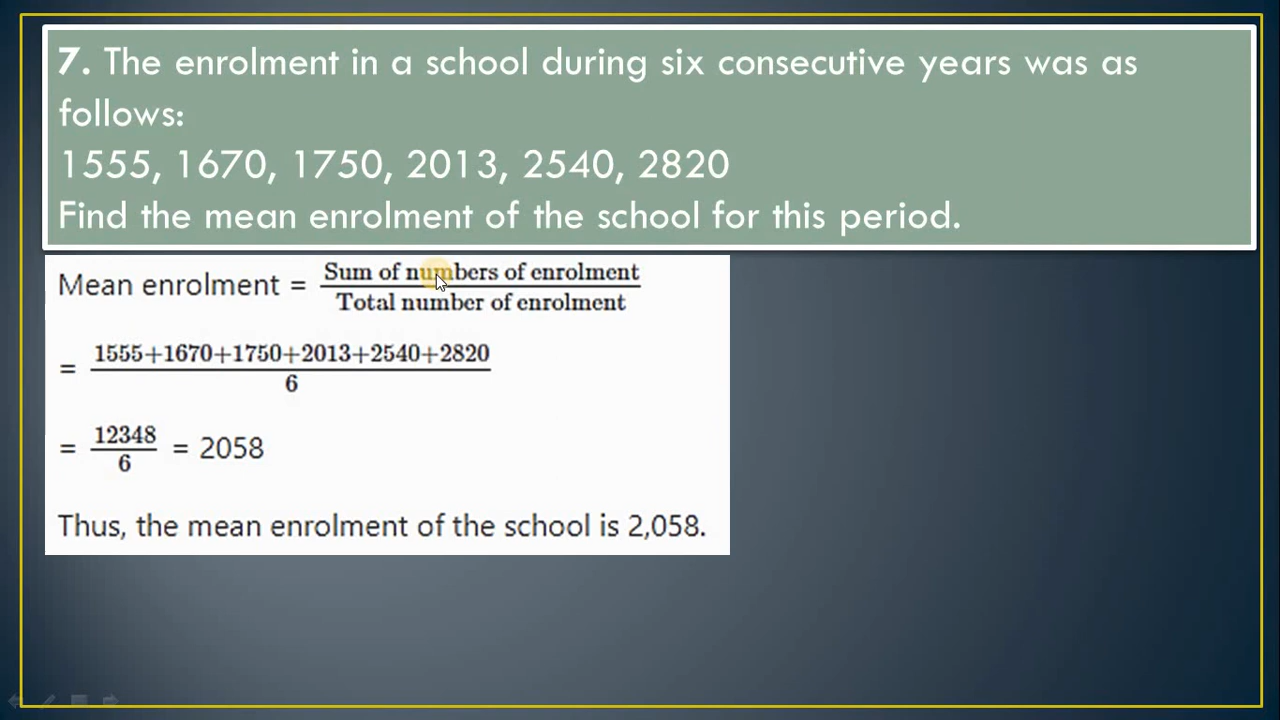 7. The enrolment in a school during six consecutive years was as
follows:
1555, 1670, 1750, 2013, 2540, 2820
Find the mean enrolment of the school for this period.
Mean enrolment = Sum of numbers of enrolment
Total number of enrolment
= 1555+1670+1750+2013+2540+2820
6
= 12348
6 = 2058
Thus, the mean enrolment of the school is 2,058.